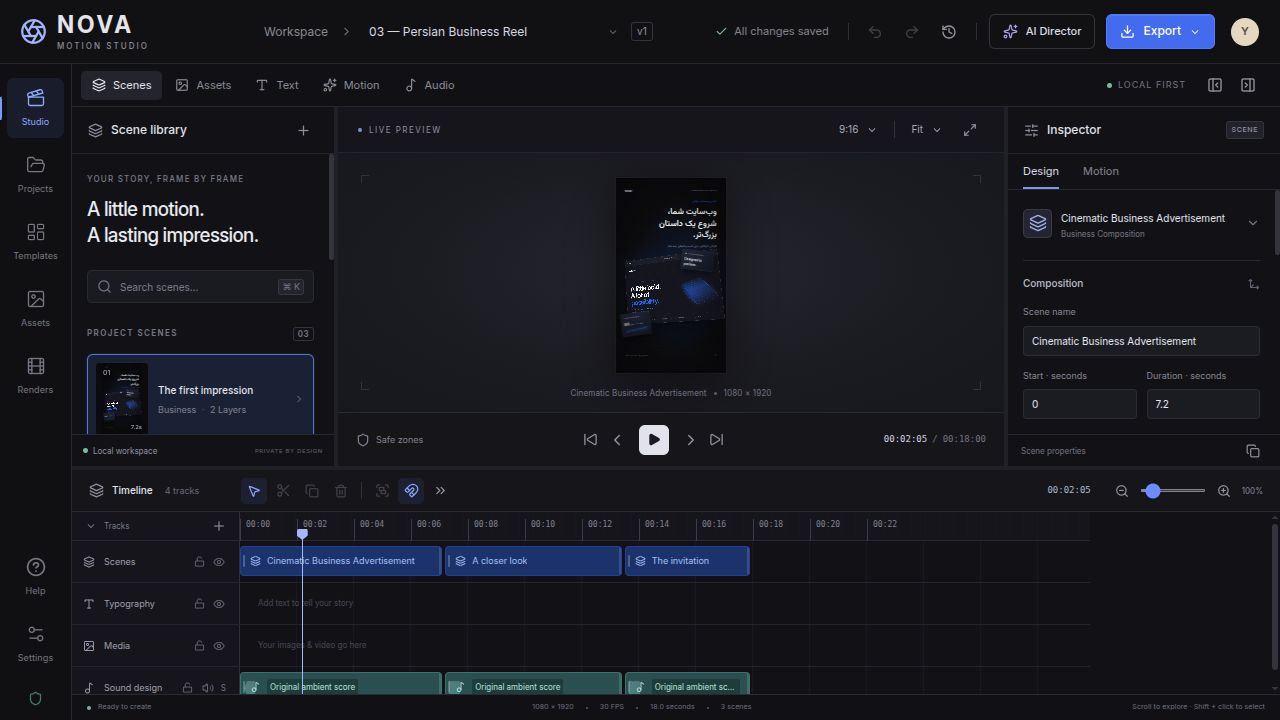 NOVA
MOTION STUDIO
Workspace
03 — Persian Business Reel
v1
All changes saved
AI Director
Export
Y
Studio
Projects
Templates
Assets
Renders
Help
Settings
Scenes
Assets
Text
Motion
Audio
LOCAL FIRST
Scene library
YOUR STORY, FRAME BY FRAME
A little motion.
A lasting impression.
Search scenes...
⌘ K
PROJECT SCENES
03
01
7.2s
The first impression
Business · 2 Layers
Local workspace
PRIVATE BY DESIGN
LIVE PREVIEW
9:16
Fit
وب‌سایت شما،
شروع یک داستان
بزرگ‌تر.
Cinematic Business Advertisement • 1080 × 1920
Safe zones
00:02:05 / 00:18:00
Inspector
SCENE
Design
Motion
Cinematic Business Advertisement
Business Composition
Composition
Scene name
Cinematic Business Advertisement
Start · seconds
Duration · seconds
0
7.2
Scene properties
Timeline
4 tracks
00:02:05
100%
Tracks
00:00
00:02
00:04
00:06
00:08
00:10
00:12
00:14
00:16
00:18
00:20
00:22
Scenes
Cinematic Business Advertisement
A closer look
The invitation
Typography
Add text to tell your story
Media
Your images & video go here
Sound design
S
Original ambient score
Original ambient score
Original ambient sc...
Ready to create
1080 × 1920 • 30 FPS • 18.0 seconds • 3 scenes
Scroll to explore · Shift + click to select